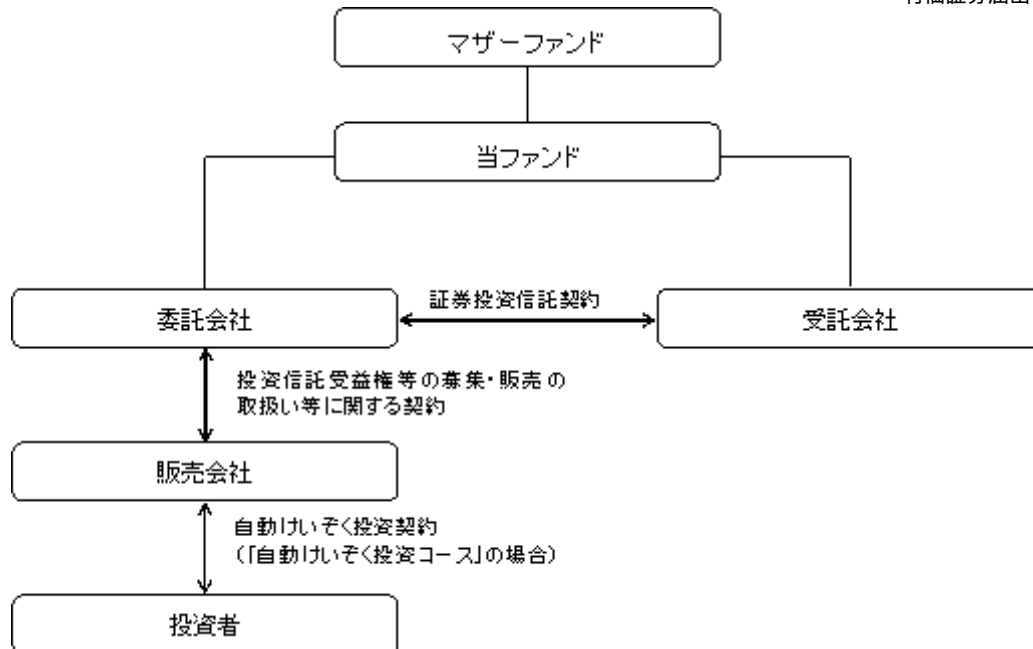 マザーファンド
当ファンド
証券投資信託契約
委託会社
受託会社
投資信託受益権等の募集・販売の
取扱い等に関する契約
販売会社
自動けいぞく投資契約
(「自動けいぞく投資コース」の場合)
投資者